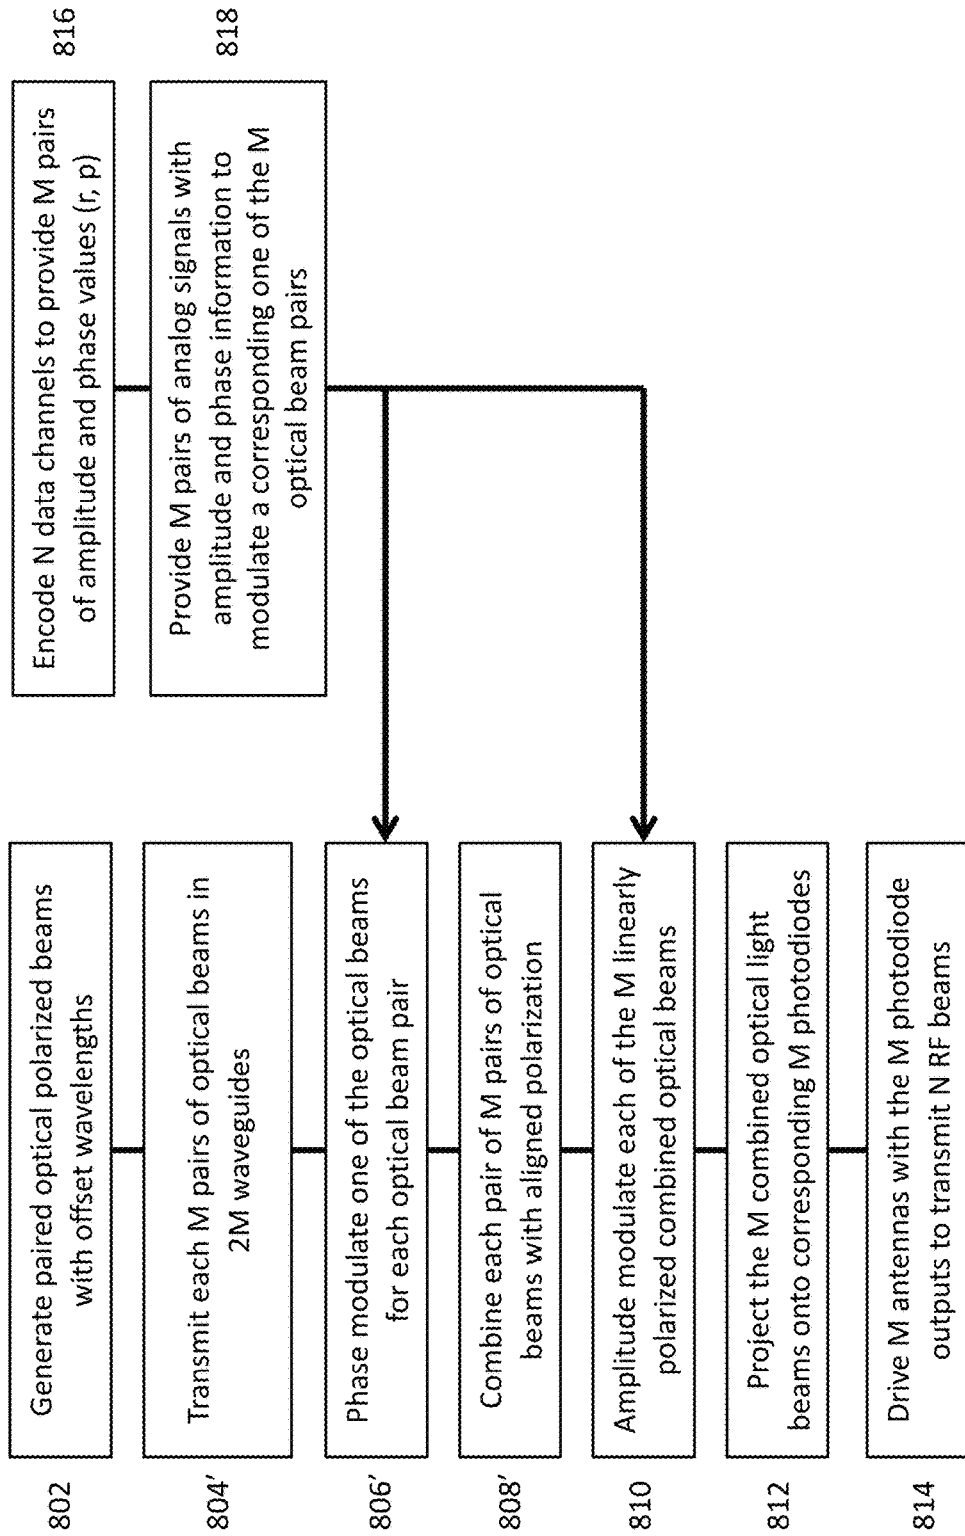 802
Generate paired optical polarized beams
with offset wavelengths
804′
Transmit each M pairs of optical beams in
2M waveguides
806′
Phase modulate one of the optical beams
for each optical beam pair
808′
Combine each pair of M pairs of optical
beams with aligned polarization
810
Amplitude modulate each of the M linearly
polarized combined optical beams
812
Project the M combined optical light
beams onto corresponding M photodiodes
814
Drive M antennas with the M photodiode
outputs to transmit N RF beams
Encode N data channels to provide M pairs
of amplitude and phase values (r, p)
816
Provide M pairs of analog signals with
amplitude and phase information to
modulate a corresponding one of the M
optical beam pairs
818